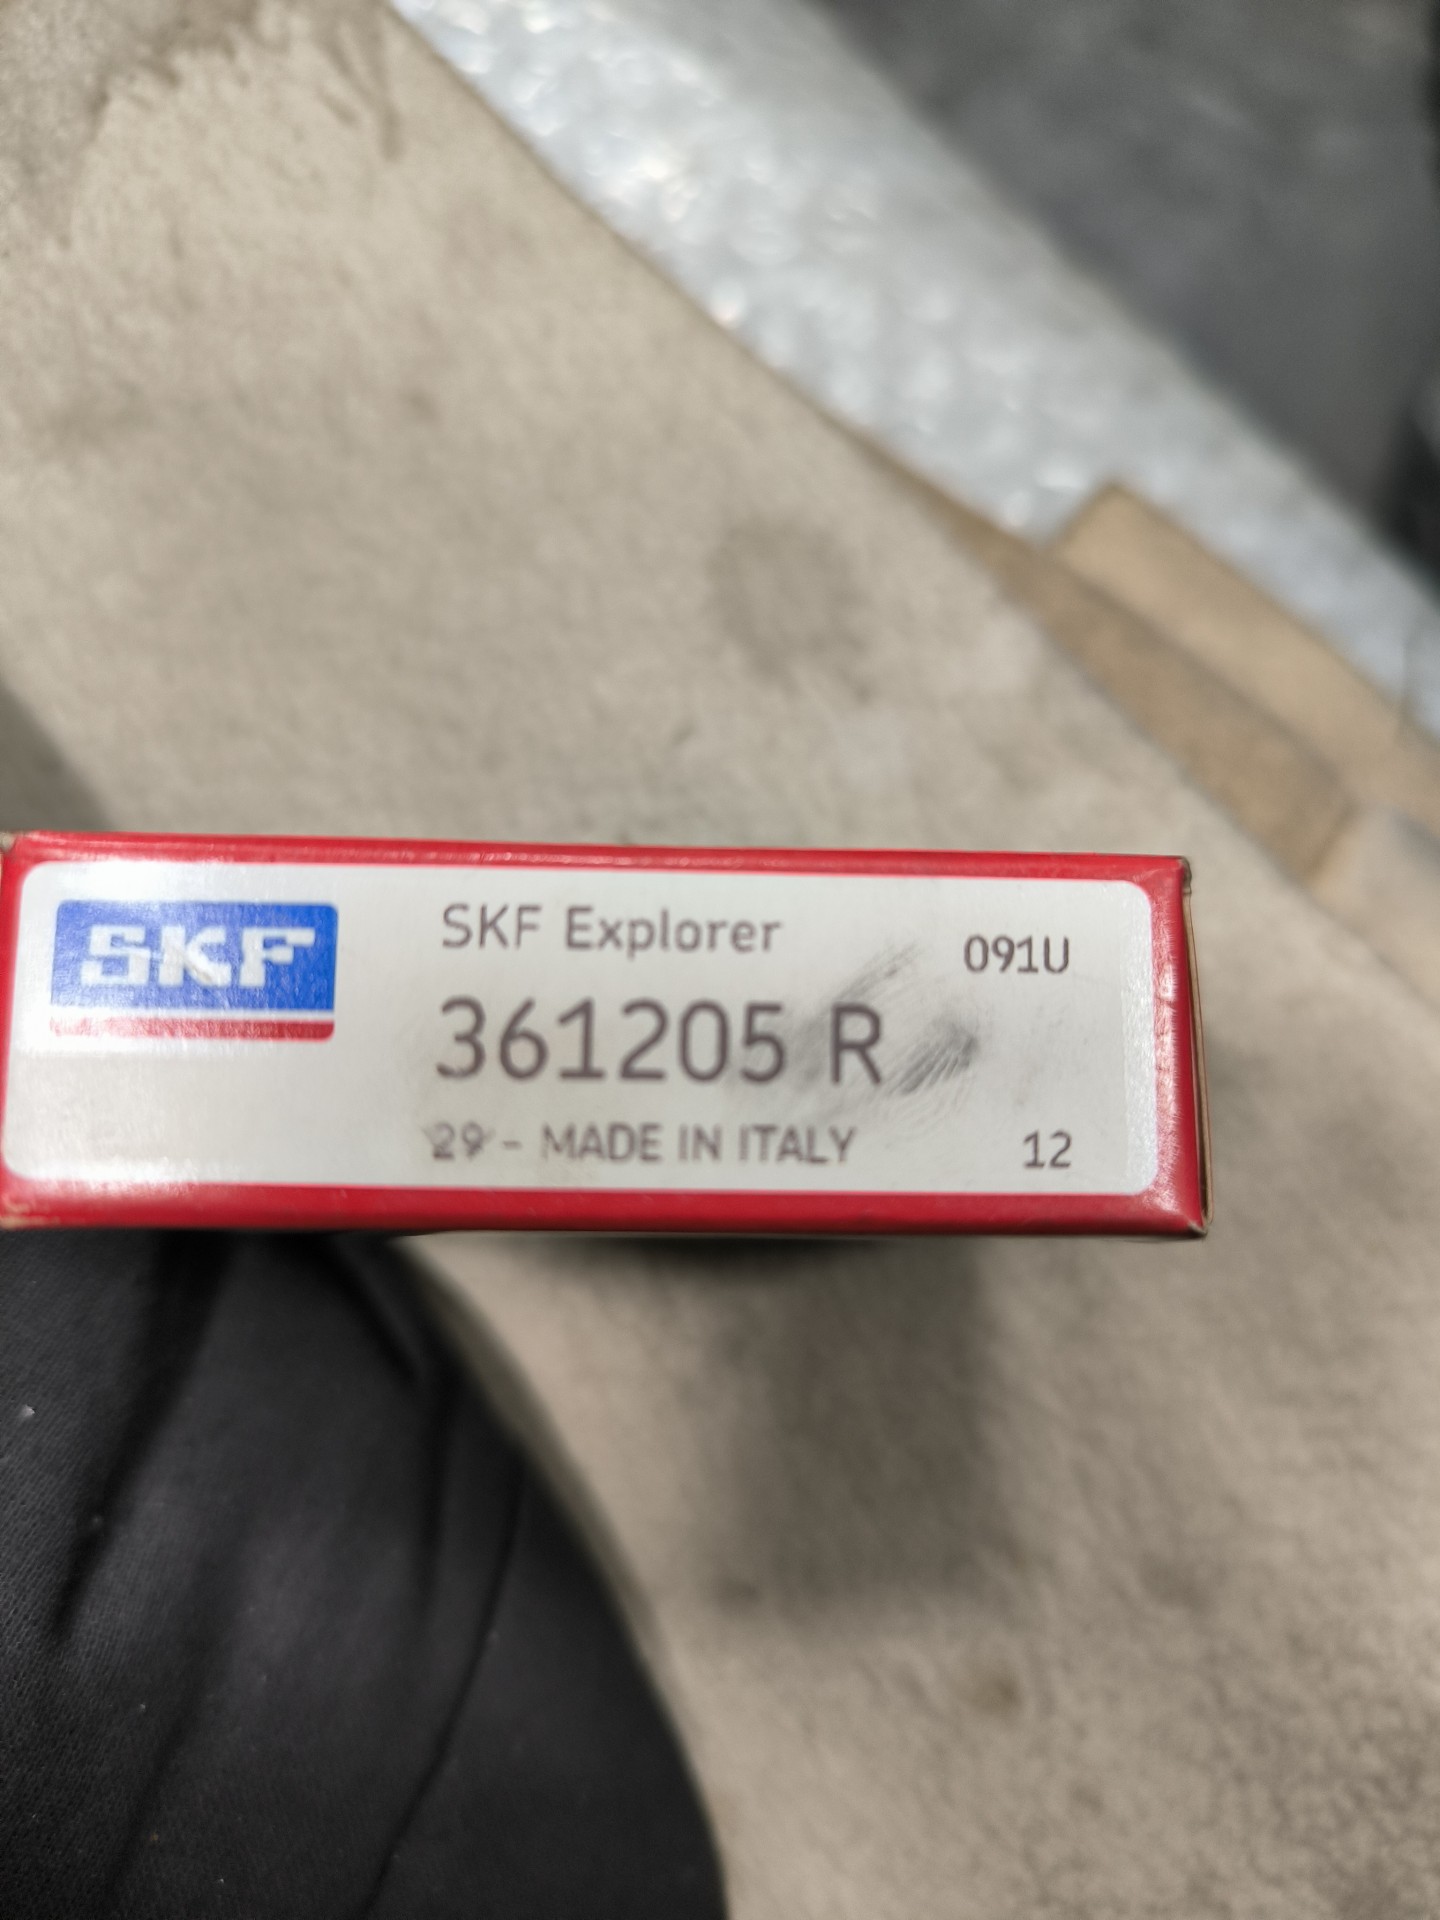 SKF
SKF Explorer
091U
361205 R
29 - MADE IN ITALY
12